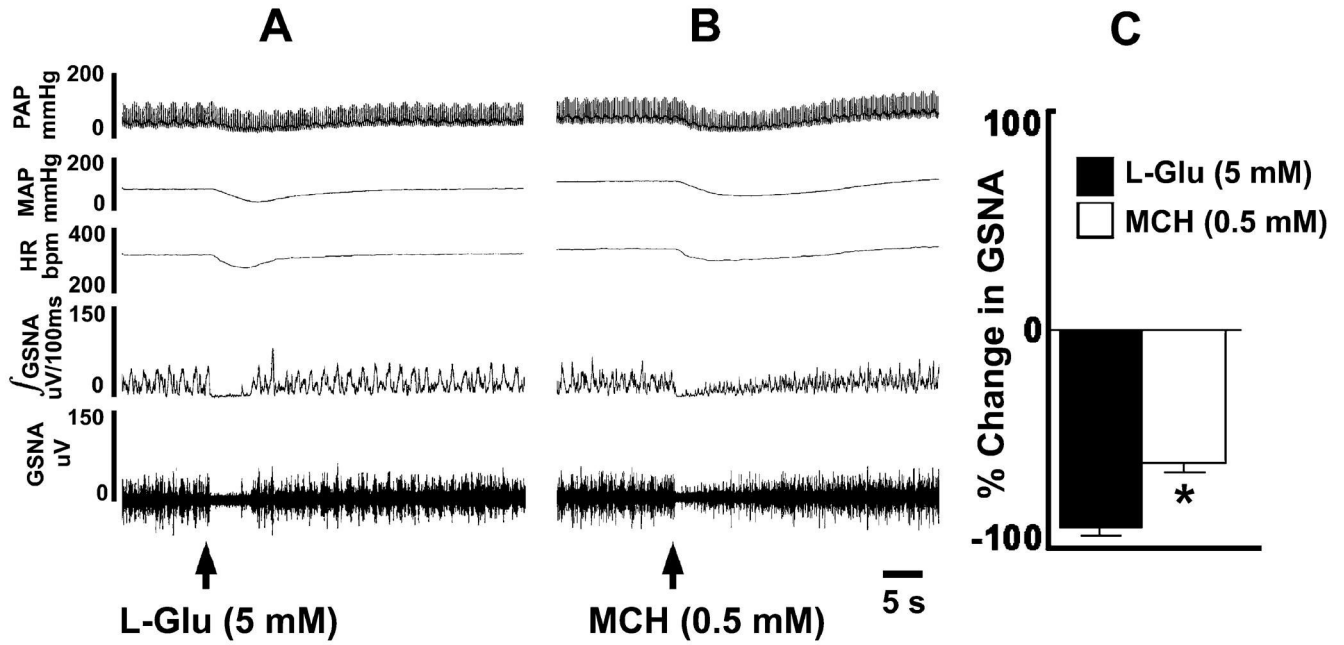 A
B
C
PAP
mmHg
200
0
MAP
mmHg
200
0
HR
bpm
400
200
∫GSNA
uV/100ms
150
0
GSNA
uV
150
0
L-Glu (5 mM)
MCH (0.5 mM)
5 s
% Change in GSNA
100
0
-100
L-Glu (5 mM)
MCH (0.5 mM)
*